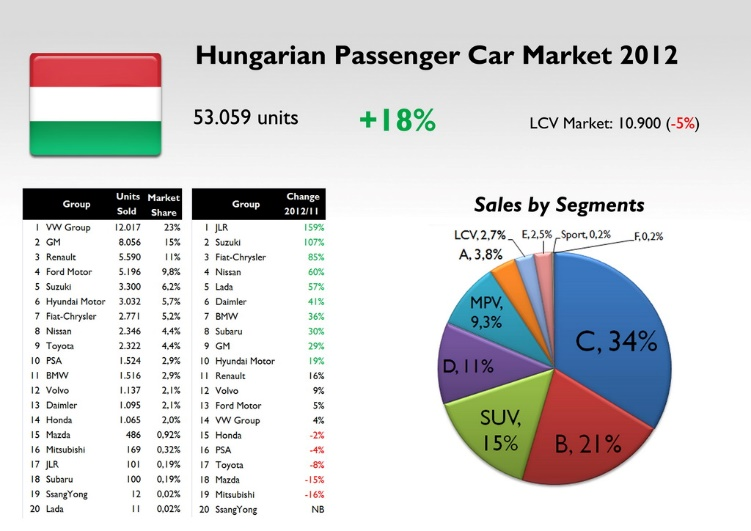 Hungarian Passenger Car Market 2012
53.059 units
+18%
LCV Market: 10.900 (-5%)
Group Units Sold Market Share
1 VW Group 12.017 23%
2 GM 8.056 15%
3 Renault 5.590 11%
4 Ford Motor 5.196 9,8%
5 Suzuki 3.300 6,2%
6 Hyundai Motor 3.032 5,7%
7 Fiat-Chrysler 2.771 5,2%
8 Nissan 2.346 4,4%
9 Toyota 2.322 4,4%
10 PSA 1.524 2,9%
11 BMW 1.516 2,9%
12 Volvo 1.137 2,1%
13 Daimler 1.095 2,1%
14 Honda 1.065 2,0%
15 Mazda 486 0,92%
16 Mitsubishi 169 0,32%
17 JLR 101 0,19%
18 Subaru 100 0,19%
19 SsangYong 12 0,02%
20 Lada 11 0,02%
Group Change 2012/11
1 JLR 159%
2 Suzuki 107%
3 Fiat-Chrysler 85%
4 Nissan 60%
5 Lada 57%
6 Daimler 41%
7 BMW 36%
8 Subaru 30%
9 GM 29%
10 Hyundai Motor 19%
11 Renault 16%
12 Volvo 9%
13 Ford Motor 5%
14 VW Group 4%
15 Honda -2%
16 PSA -4%
17 Toyota -8%
18 Mazda -15%
19 Mitsubishi -16%
20 SsangYong NB
Sales by Segments
LCV, 2,7%
E, 2,5%
Sport, 0,2%
F, 0,2%
A, 3,8%
MPV, 9,3%
C, 34%
D, 11%
SUV, 15%
B, 21%